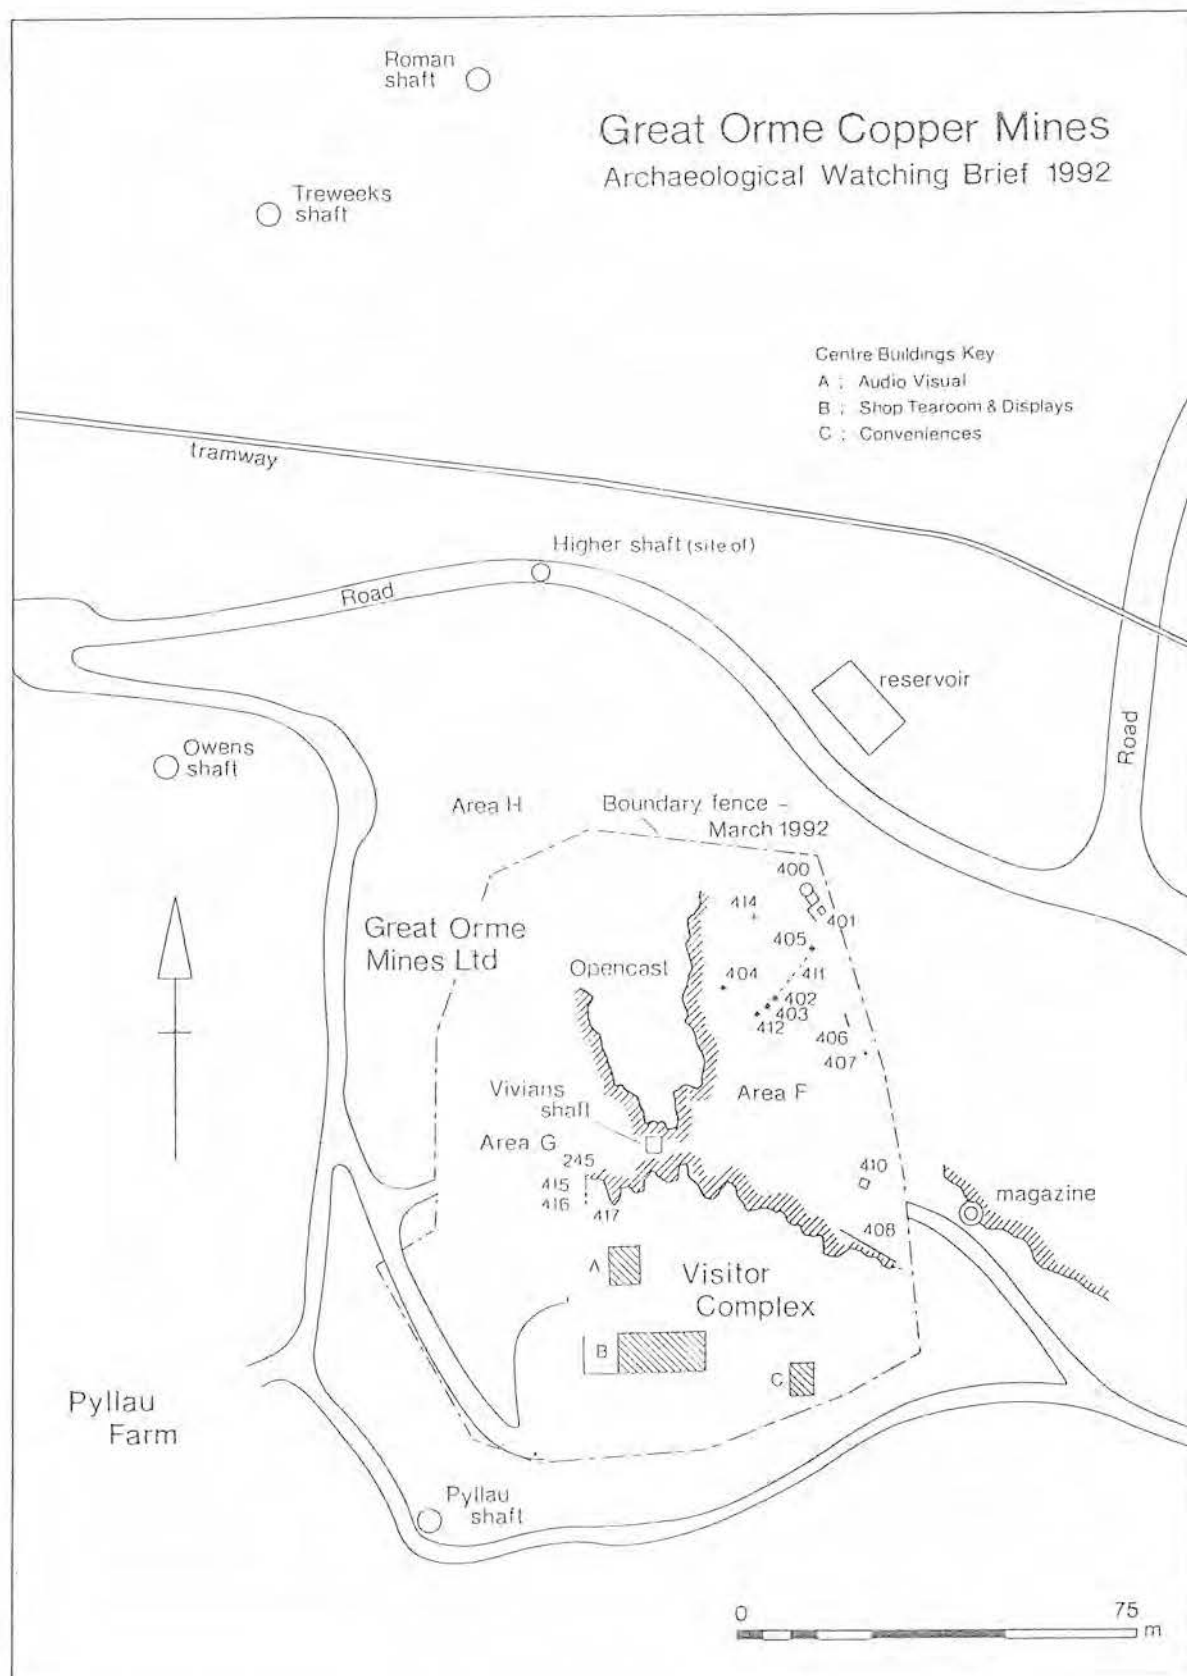 Roman
shaft
Great Orme Copper Mines
Archaeological Watching Brief 1992
Treweeks
shaft
Centre Buildings Key
A ; Audio Visual
B ; Shop Tearoom & Displays
C ; Conveniences
tramway
Higher shaft (site of)
Road
reservoir
Road
Owens
shaft
Area H
Boundary fence -
March 1992
400
414
401
Great Orme
Mines Ltd
405
Opencast
404
411
402
403
412
406
407
Vivians
shaft
Area F
Area G
245
415
416
417
410
magazine
408
A
Visitor
Complex
B
C
Pyllau
Farm
Pyllau
shaft
0
75
m